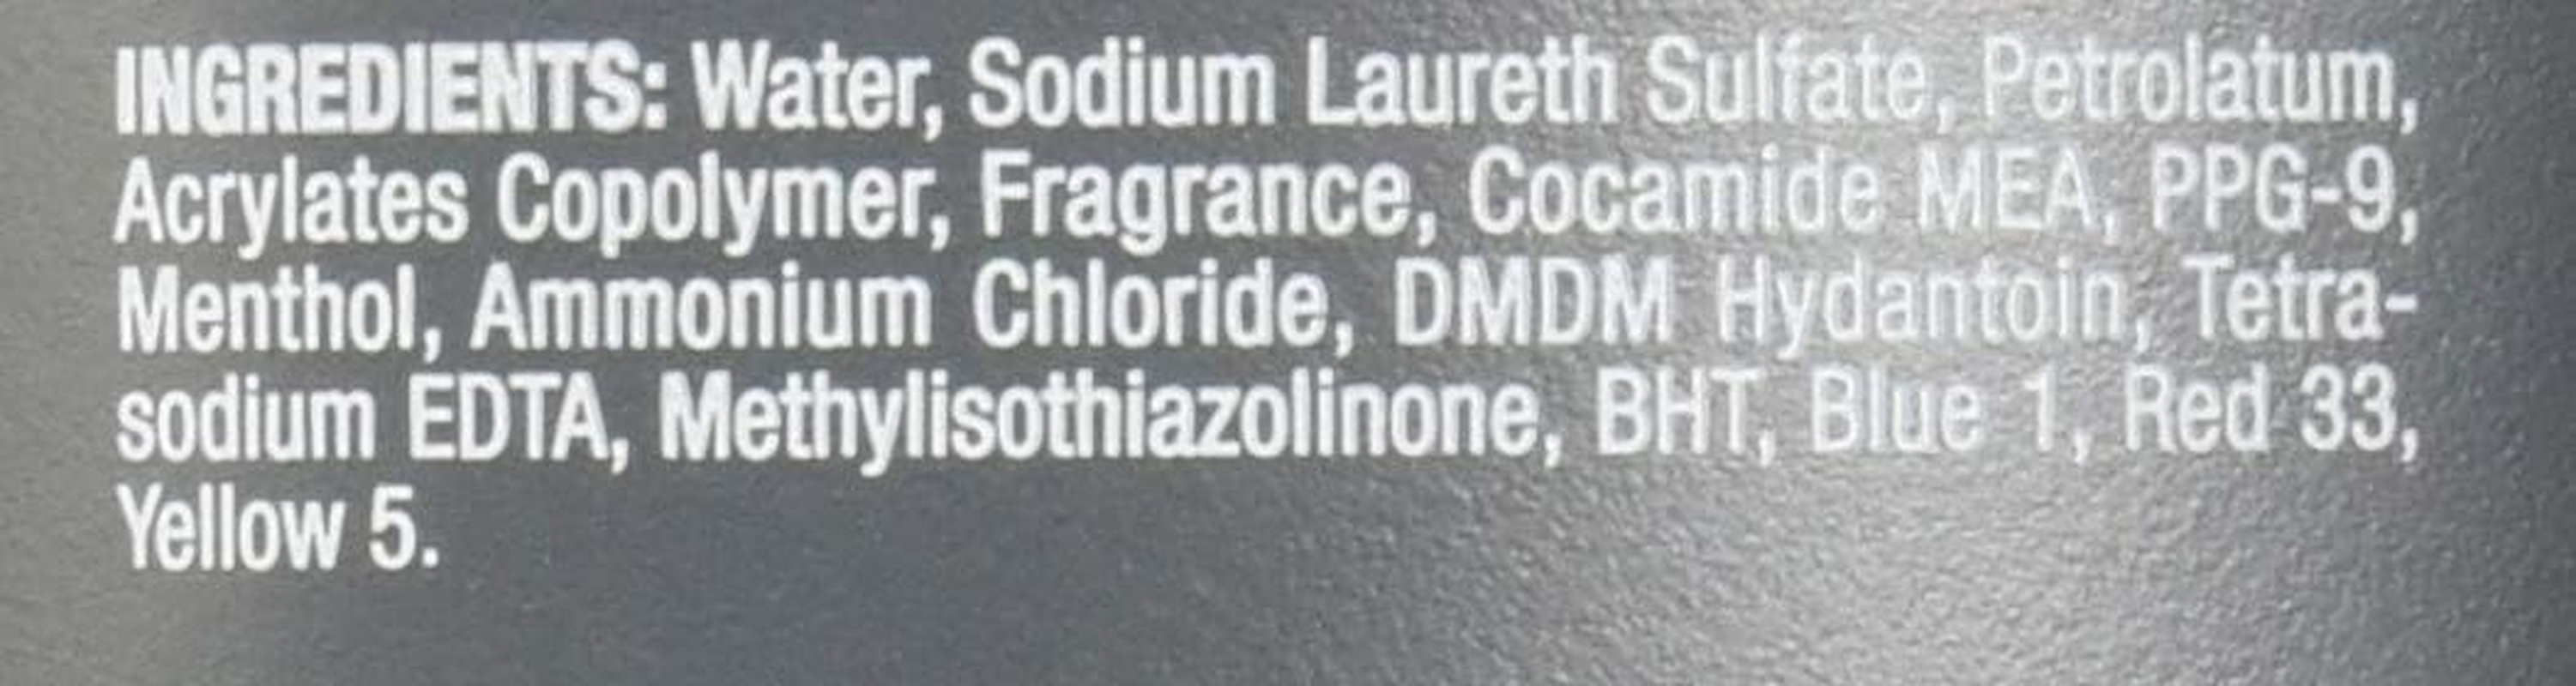 INGREDIENTS: Water, Sodium Laureth Sulfate, Petrolatum,
Acrylates Copolymer, Fragrance, Cocamide MEA, PPG-9,
Menthol, Ammonium Chloride, DMDM Hydantoin, Tetra-
sodium EDTA, Methylisothiazolinone, BHT, Blue 1, Red 33,
Yellow 5.